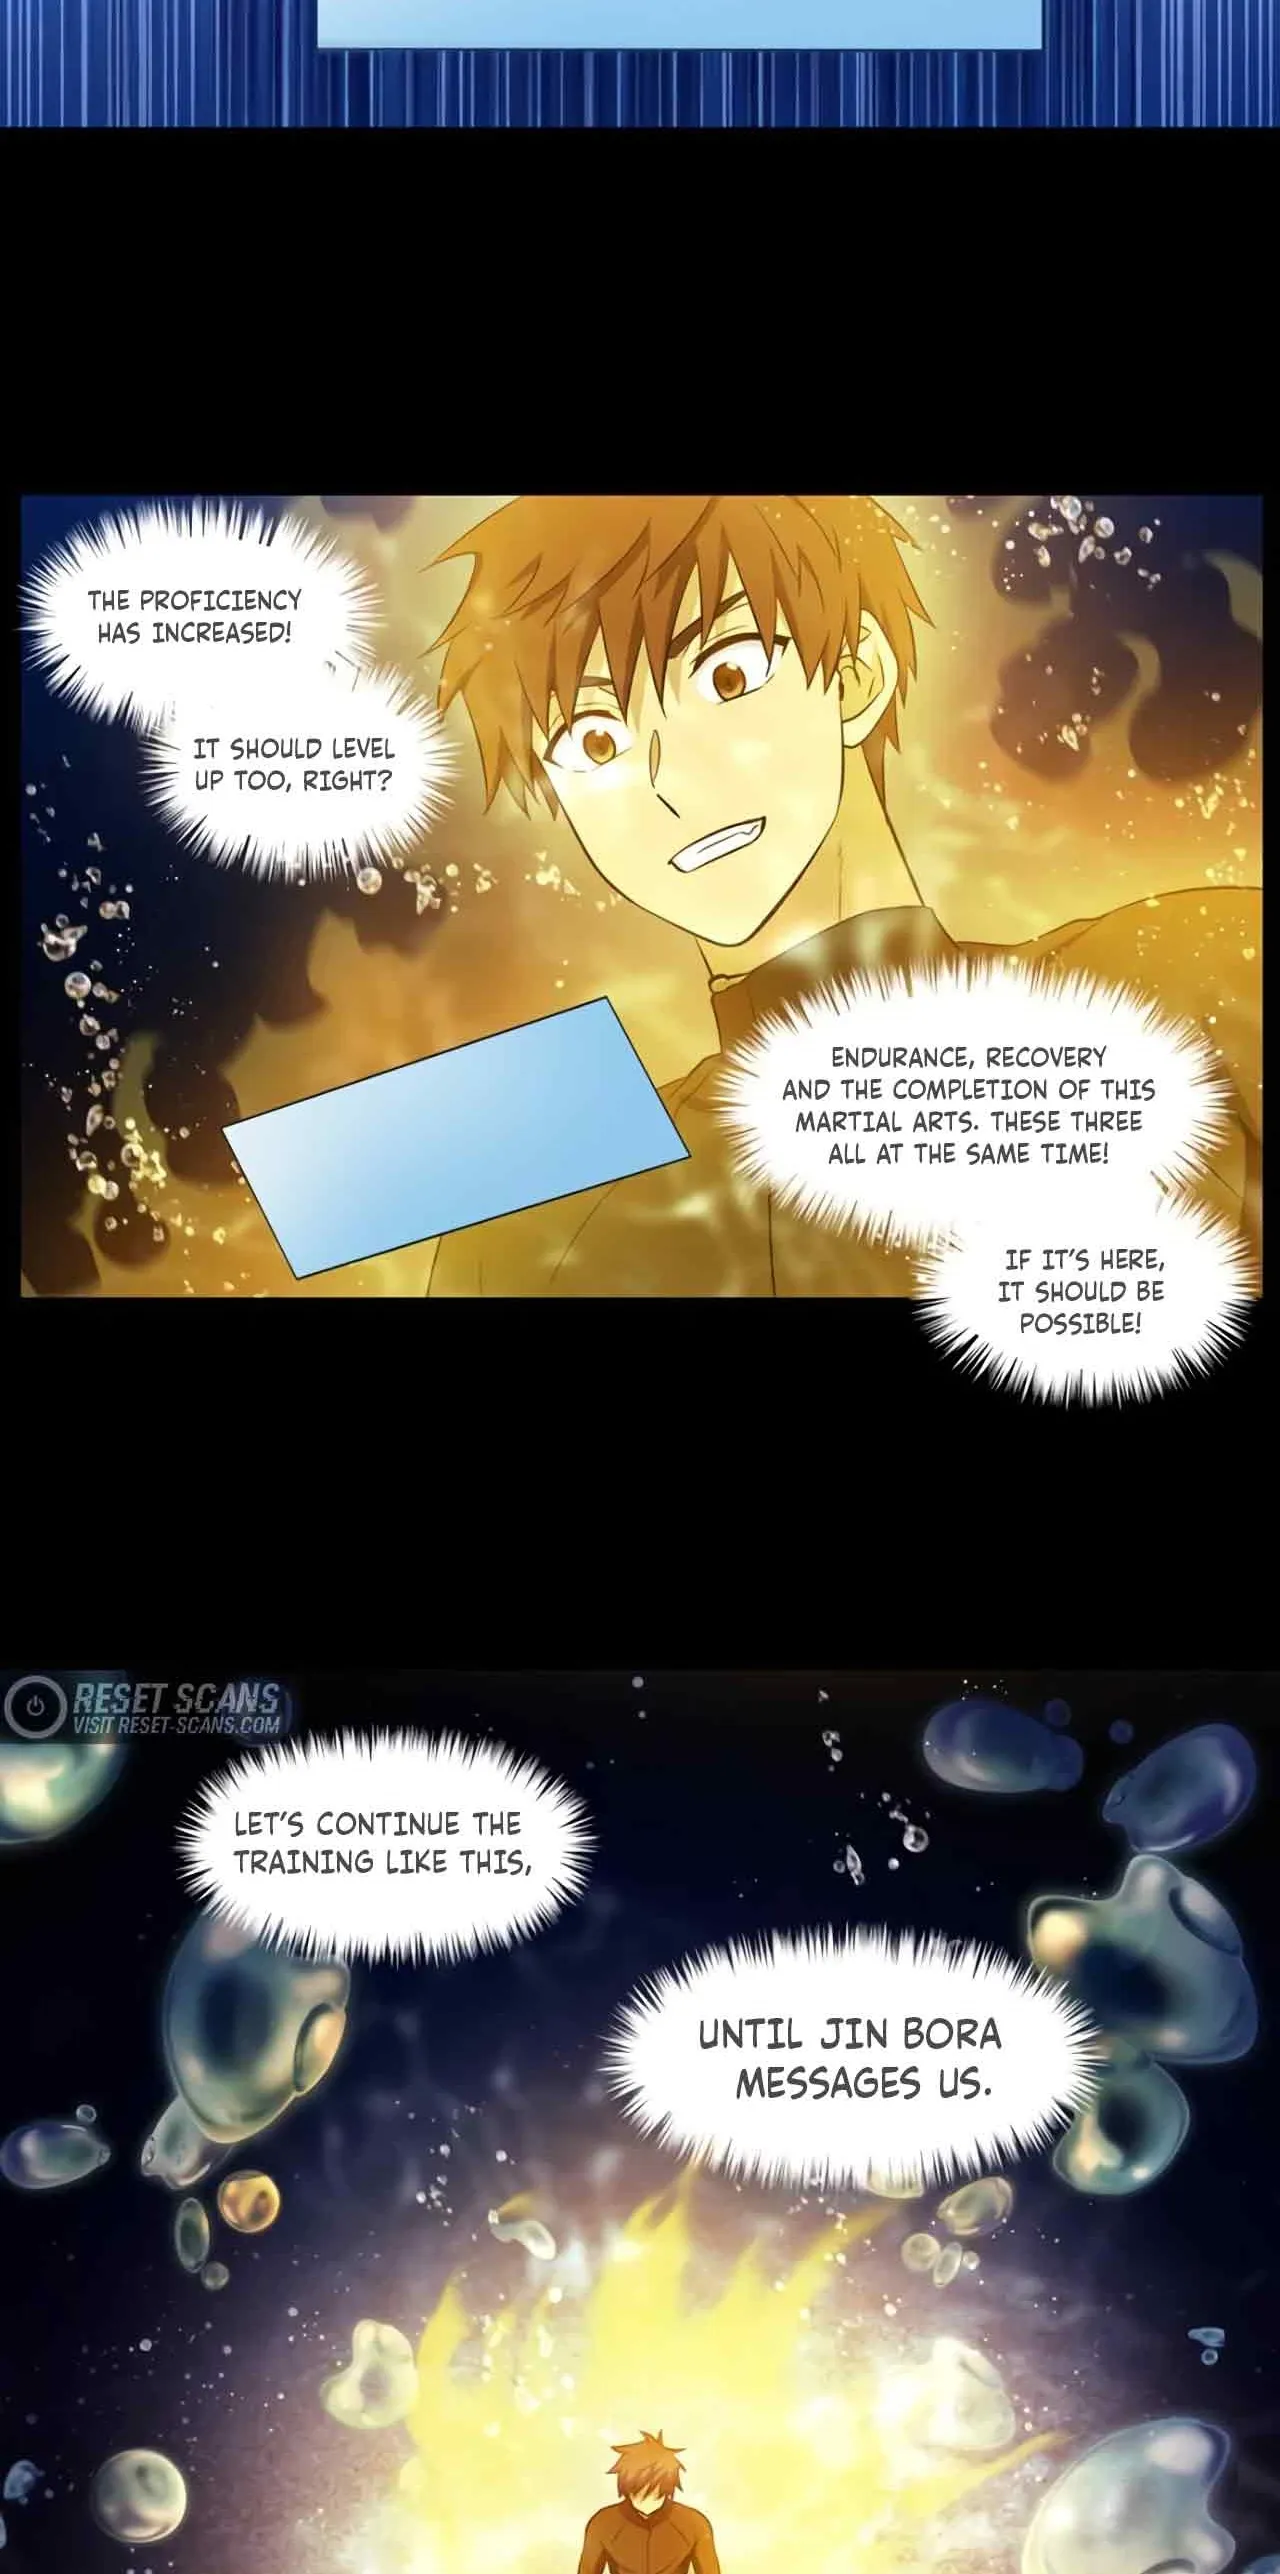 THE PROFICIENCY
HAS INCREASED!
IT SHOULD LEVEL
UP TOO, RIGHT?
ENDURANCE, RECOVERY
AND THE COMPLETION OF THIS
MARTIAL ARTS. THESE THREE
ALL AT THE SAME TIME!
IF IT'S HERE,
IT SHOULD BE
POSSIBLE!
RESET SCANS
VISIT RESET-SCANS.COM
LET'S CONTINUE THE
TRAINING LIKE THIS,
UNTIL JIN BORA
MESSAGES US.